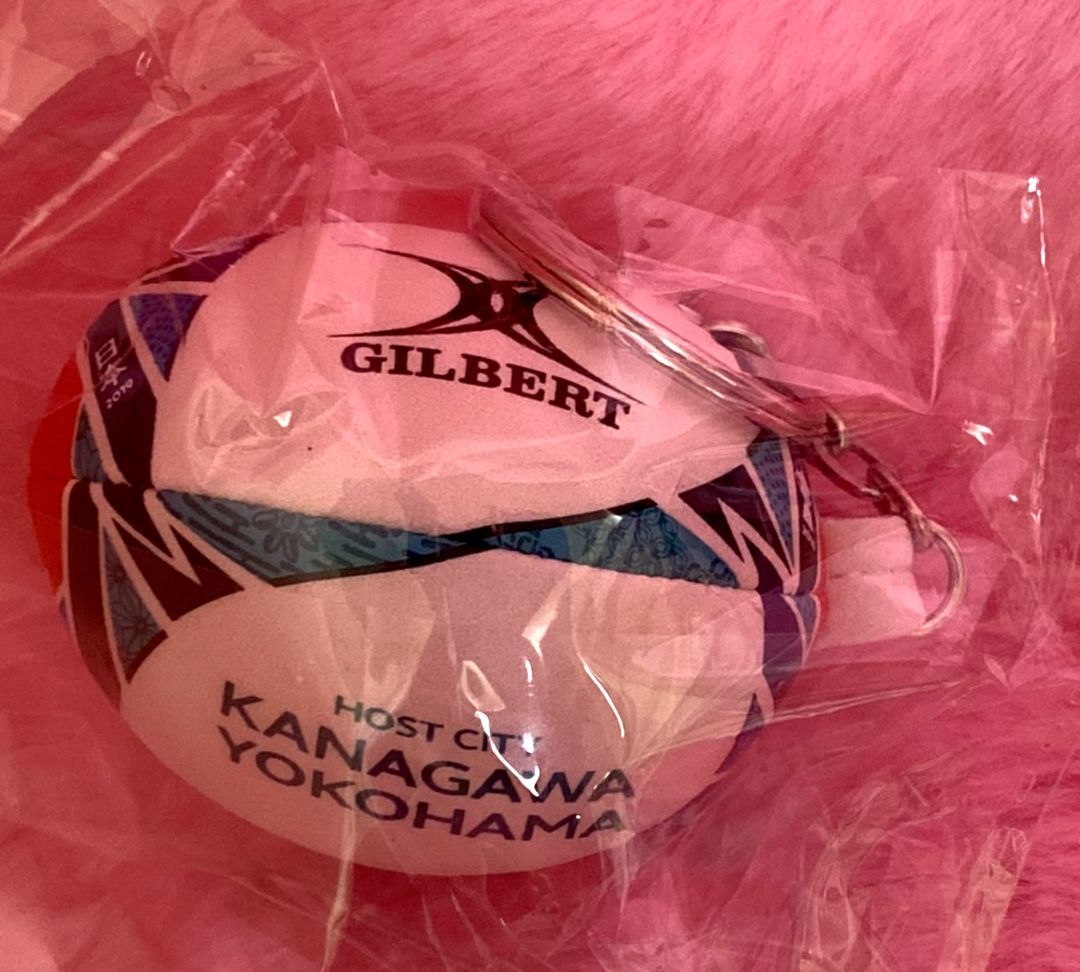 GILBERT
日本
2019
HOST CITY
KANAGAWA
YOKOHAMA